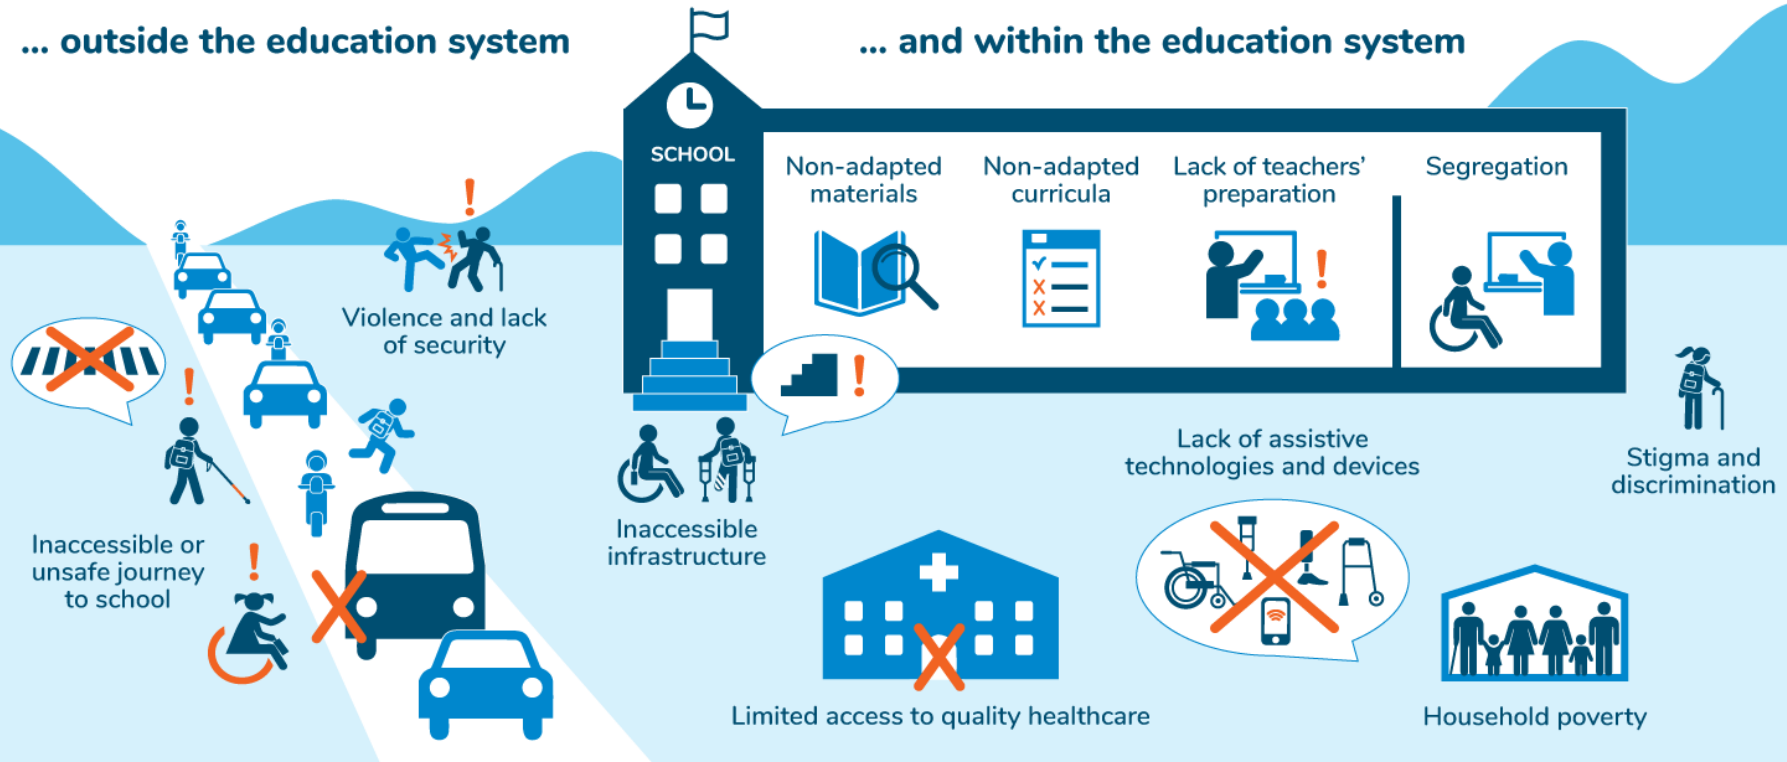 ... outside the education system
... and within the education system
SCHOOL
Non-adapted
materials
Non-adapted
curricula
Lack of teachers’
preparation
Segregation
Violence and lack
of security
Inaccessible or
unsafe journey
to school
Inaccessible
infrastructure
Lack of assistive
technologies and devices
Stigma and
discrimination
Limited access to quality healthcare
Household poverty